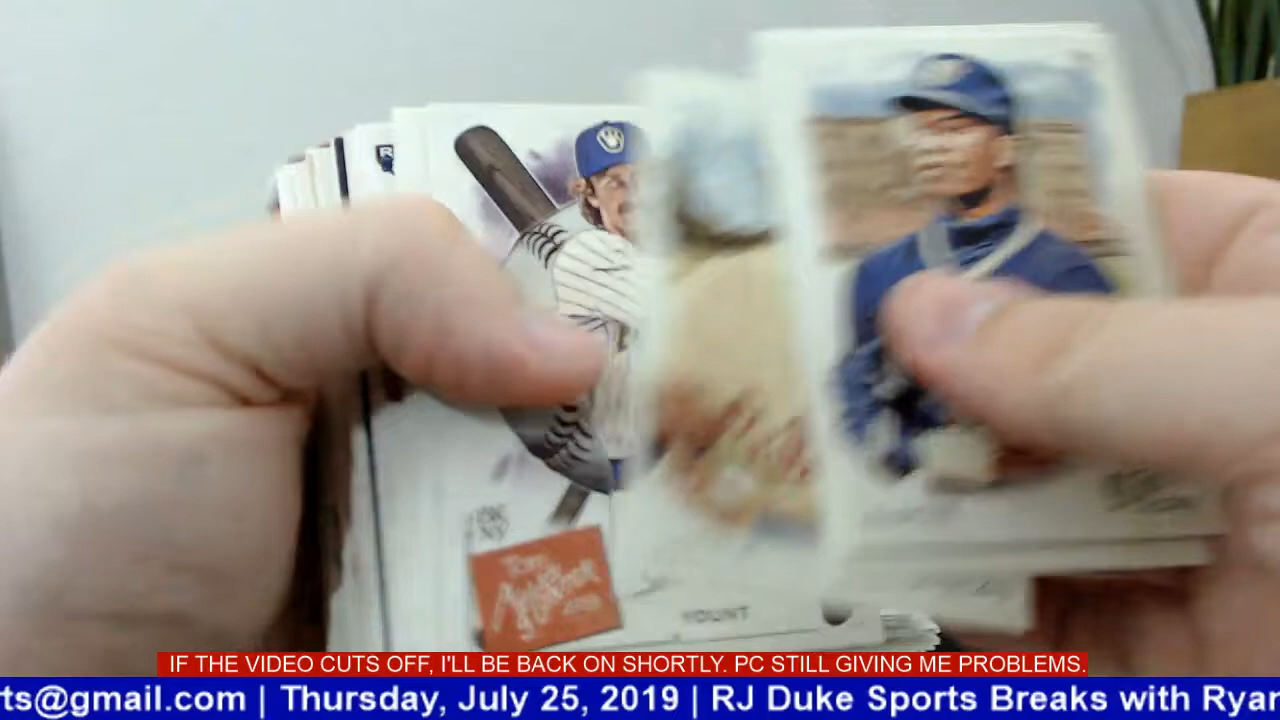 YOUNT
IF THE VIDEO CUTS OFF, I'LL BE BACK ON SHORTLY. PC STILL GIVING ME PROBLEMS.
ts@gmail.com | Thursday, July 25, 2019 | RJ Duke Sports Breaks with Ryan